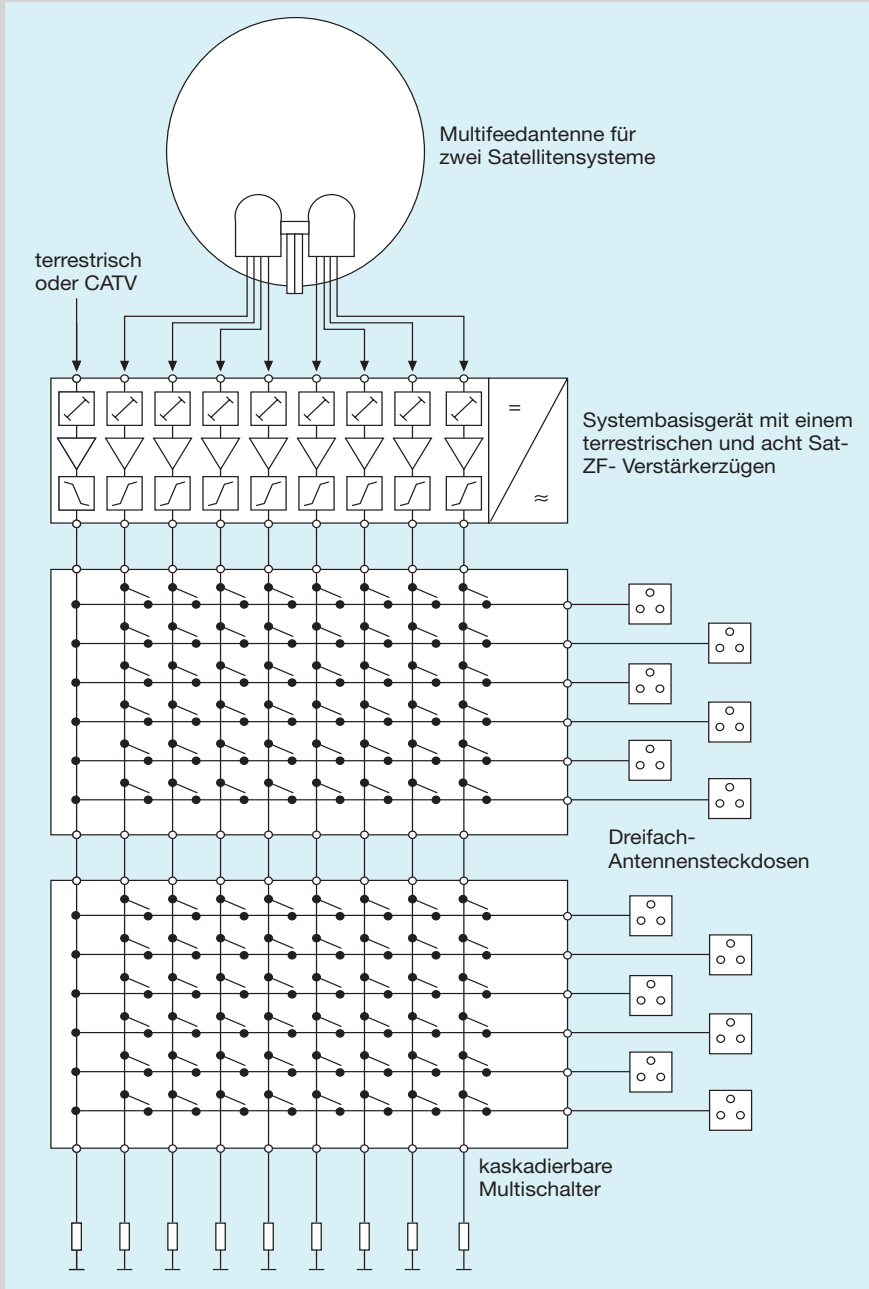 Multifeedantenne für
zwei Satellitensysteme
terrestrisch
oder CATV
=
Systembasisgerät mit einem
terrestrischen und acht Sat-
ZF- Verstärkerzügen
≈
Dreifach-
Antennensteckdosen
kaskadierbare
Multischalter